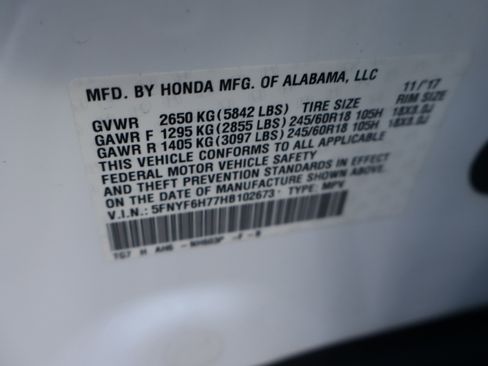 MFD. BY HONDA MFG. OF ALABAMA, LLC 11/'17
GVWR 2650 KG (5842 LBS) TIRE SIZE RIM SIZE
GAWR F 1295 KG (2855 LBS) 245/60R18 105H 18X8.0J
GAWR R 1405 KG (3097 LBS) 245/60R18 105H 18X8.0J
THIS VEHICLE CONFORMS TO ALL APPLICABLE
FEDERAL MOTOR VEHICLE SAFETY
AND THEFT PREVENTION STANDARDS IN EFFECT
ON THE DATE OF MANUFACTURE SHOWN ABOVE.
V.I.N.: 5FNYF6H77HB102673 TYPE: MPV
TG7 H AH6 - NH603P -F -B